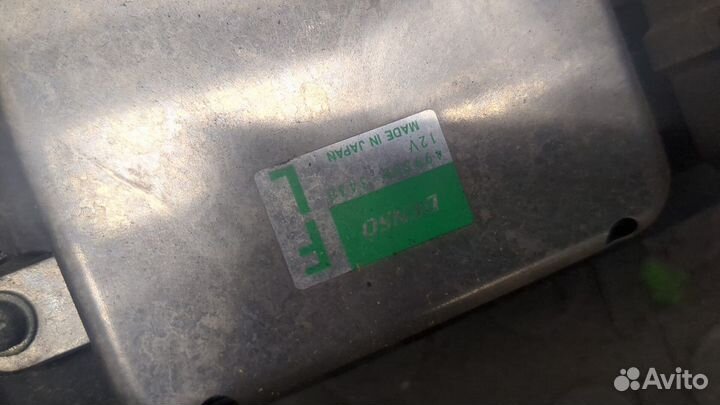 F L
DENSO
12V
MADE IN JAPAN
Avito